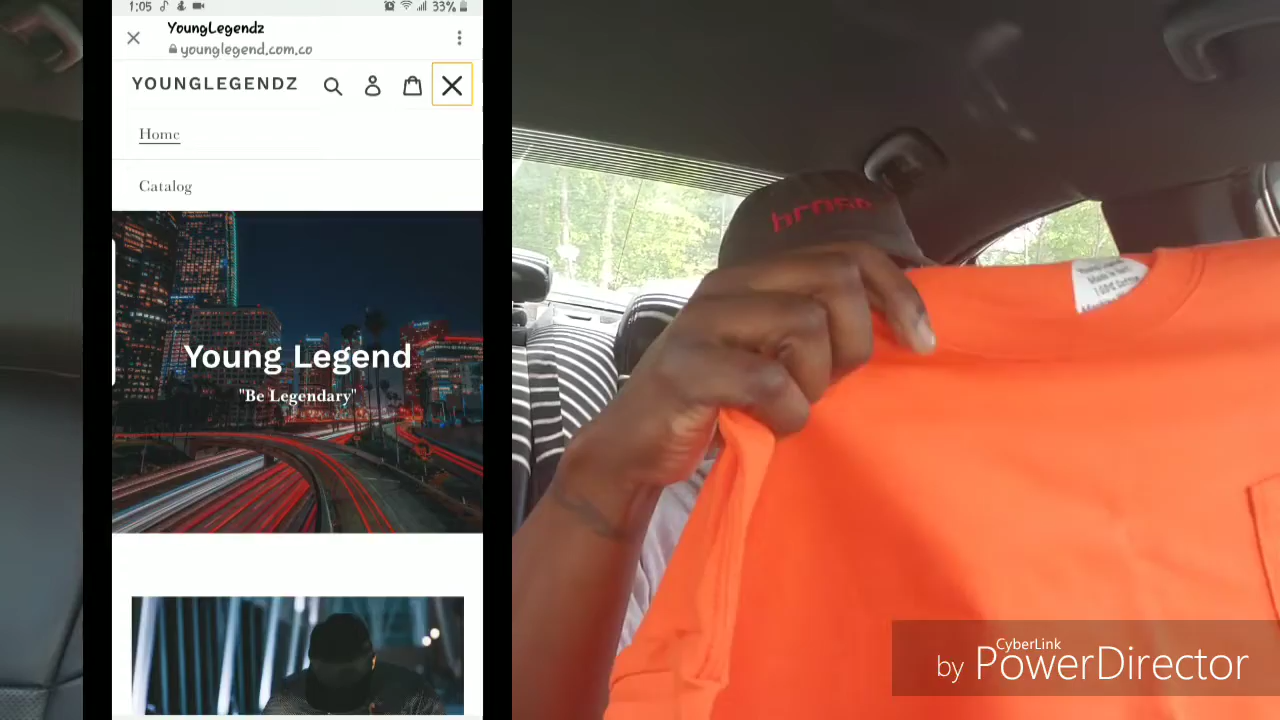 1:05
33%
YoungLegendz
younglegend.com.co
YOUNGLEGENDZ
Home
Catalog
Young Legend
"Be Legendary"
CyberLink
by PowerDirector